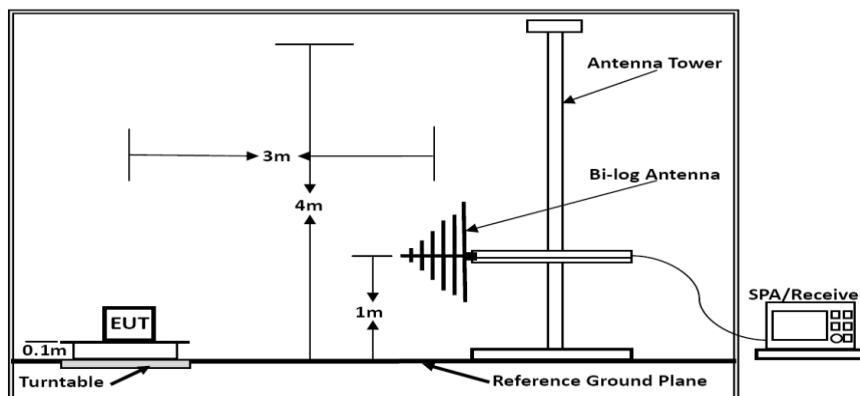 Antenna Tower
3m
Bi-log Antenna
4m
1m
SPA/Receive
EUT
0.1m
Turntable
Reference Ground Plane